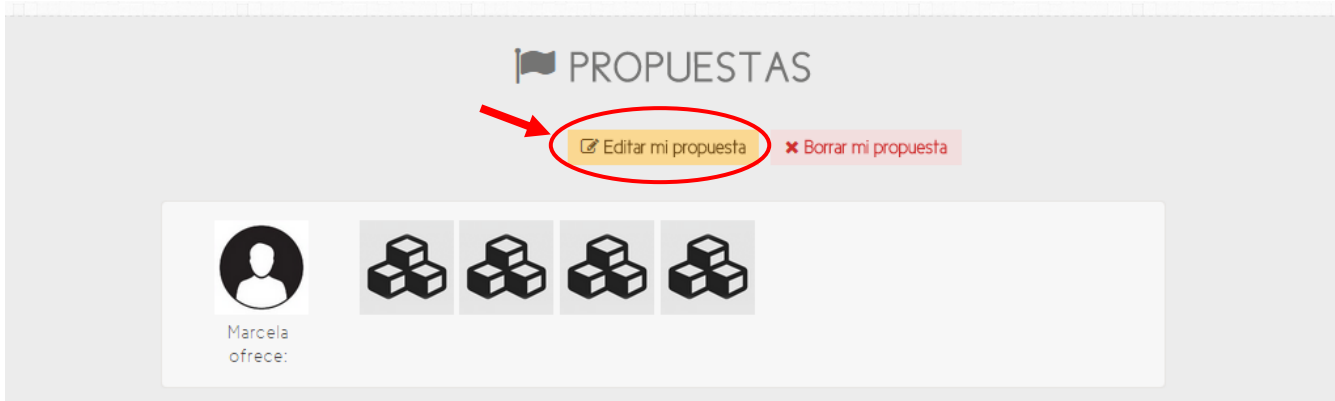 PROPUESTAS
Editar mi propuesta
Borrar mi propuesta
Marcela
ofrece: